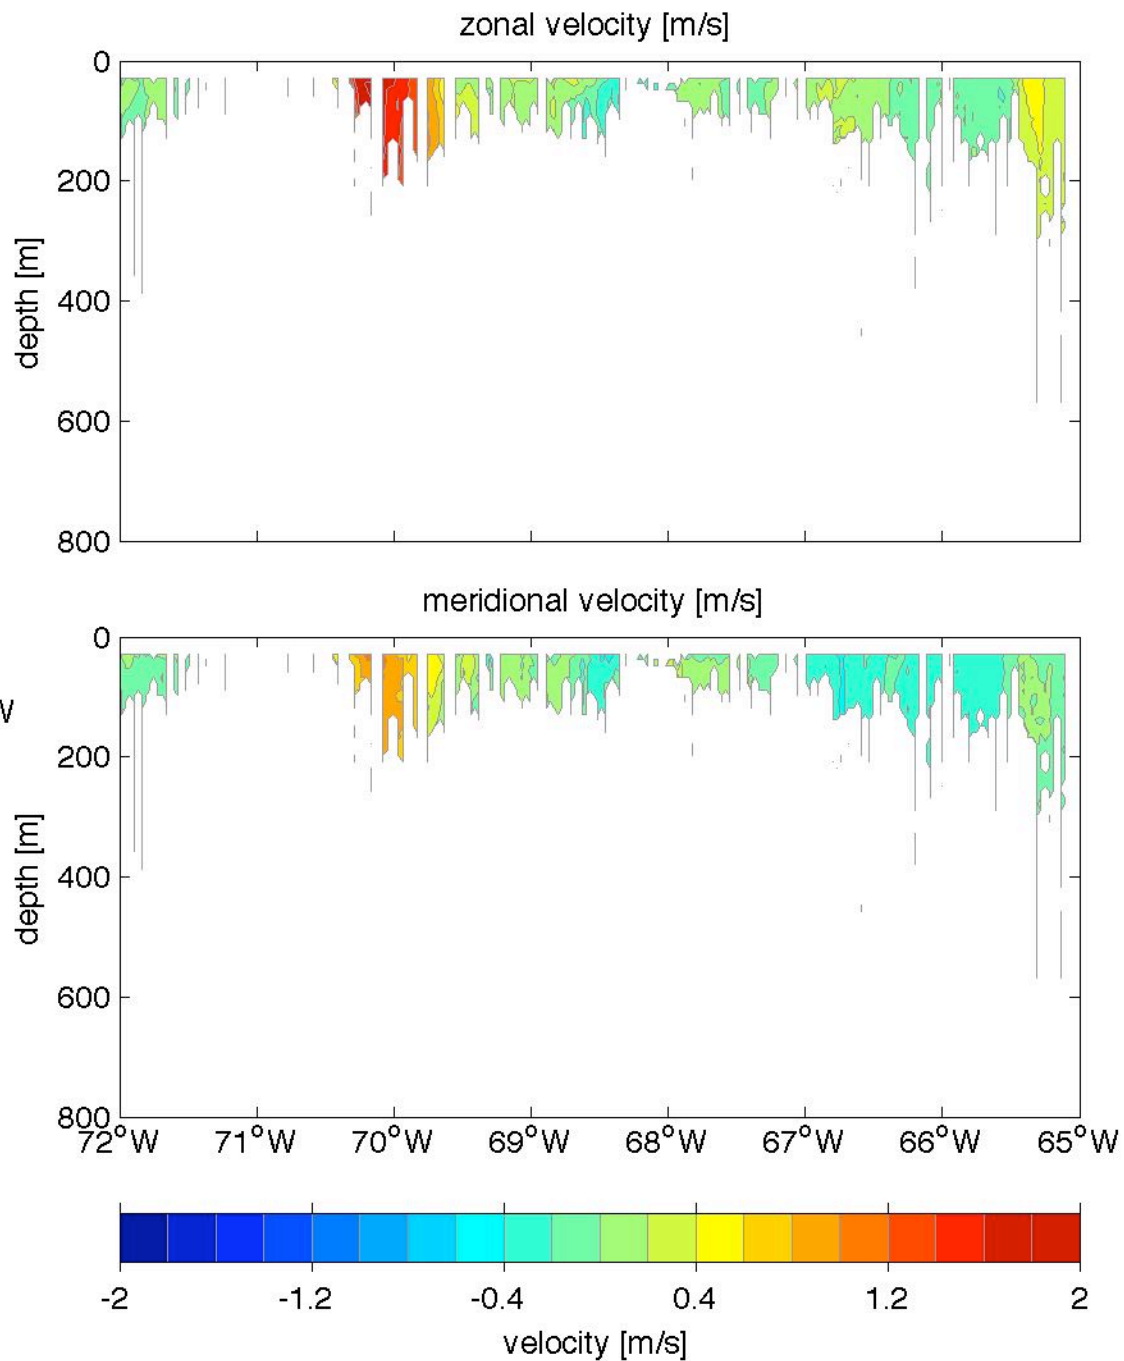 zonal velocity [m/s]
0
200
400
600
800
depth [m]
meridional velocity [m/s]
0
200
400
600
800
depth [m]
W
72°W 71°W 70°W 69°W 68°W 67°W 66°W 65°W
-2 -1.2 -0.4 0.4 1.2 2
velocity [m/s]